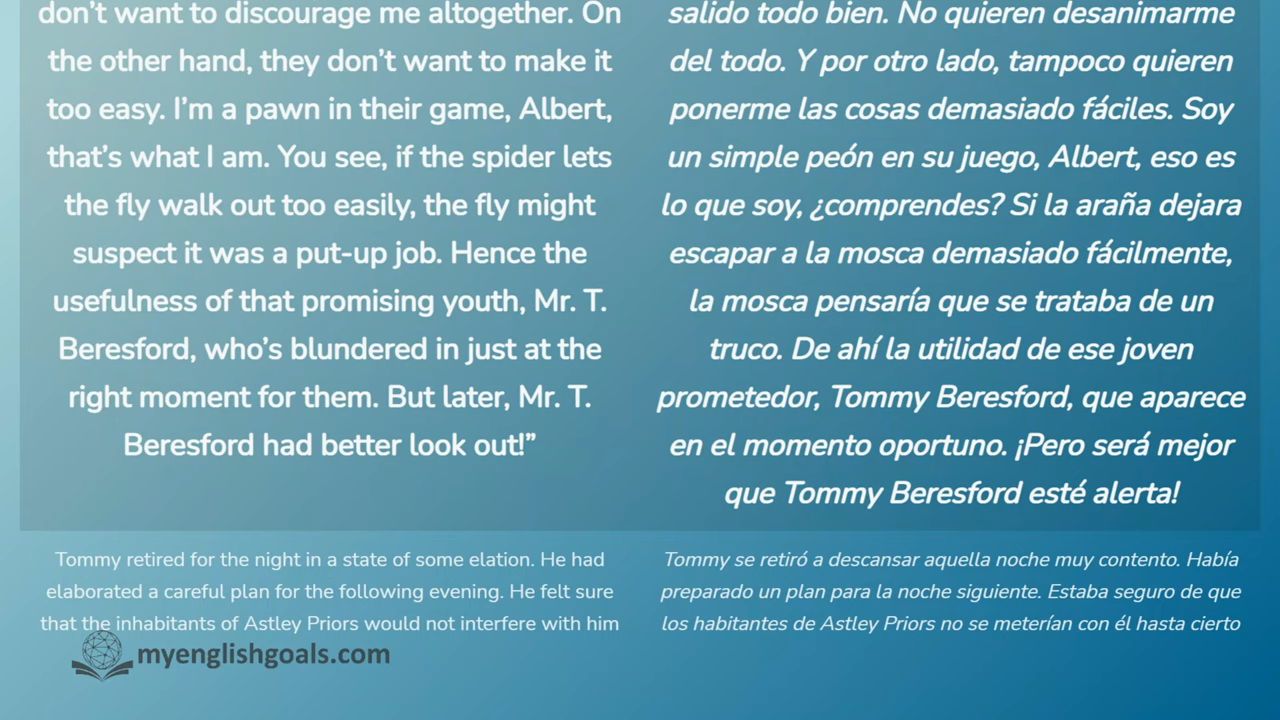 don’t want to discourage me altogether. On
the other hand, they don’t want to make it
too easy. I’m a pawn in their game, Albert,
that’s what I am. You see, if the spider lets
the fly walk out too easily, the fly might
suspect it was a put-up job. Hence the
usefulness of that promising youth, Mr. T.
Beresford, who’s blundered in just at the
right moment for them. But later, Mr. T.
Beresford had better look out!”
salido todo bien. No quieren desanimarme
del todo. Y por otro lado, tampoco quieren
ponerme las cosas demasiado fáciles. Soy
un simple peón en su juego, Albert, eso es
lo que soy, ¿comprendes? Si la araña dejara
escapar a la mosca demasiado fácilmente,
la mosca pensaría que se trataba de un
truco. De ahí la utilidad de ese joven
prometedor, Tommy Beresford, que aparece
en el momento oportuno. ¡Pero será mejor
que Tommy Beresford esté alerta!
Tommy retired for the night in a state of some elation. He had
elaborated a careful plan for the following evening. He felt sure
that the inhabitants of Astley Priors would not interfere with him
Tommy se retiró a descansar aquella noche muy contento. Había
preparado un plan para la noche siguiente. Estaba seguro de que
los habitantes de Astley Priors no se meterían con él hasta cierto
myenglishgoals.com